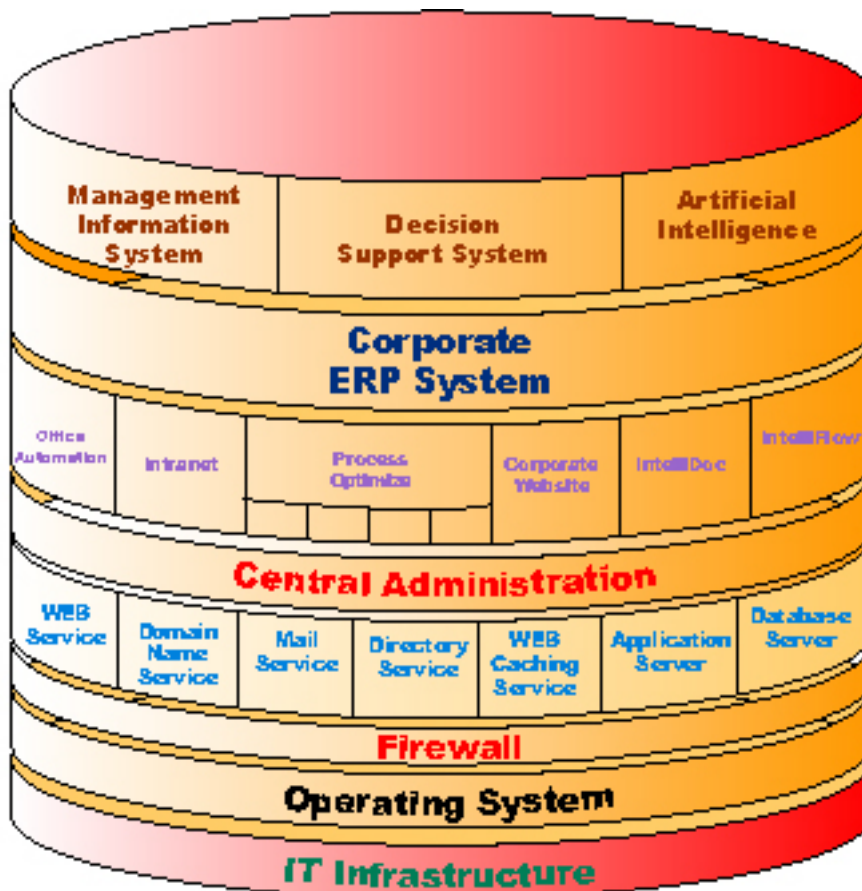 Management
Information
System
Decision
Support System
Artificial
Intelligence
Corporate
ERP System
Office
Automation
Intranet
Process
Optimize
Corporate
Website
IntelliDoc
IntelliFlow
Central Administration
WEB
Service
Domain
Name
Service
Mail
Service
Directory
Service
WEB
Caching
Service
Application
Server
Database
Server
Firewall
Operating System
IT Infrastructure